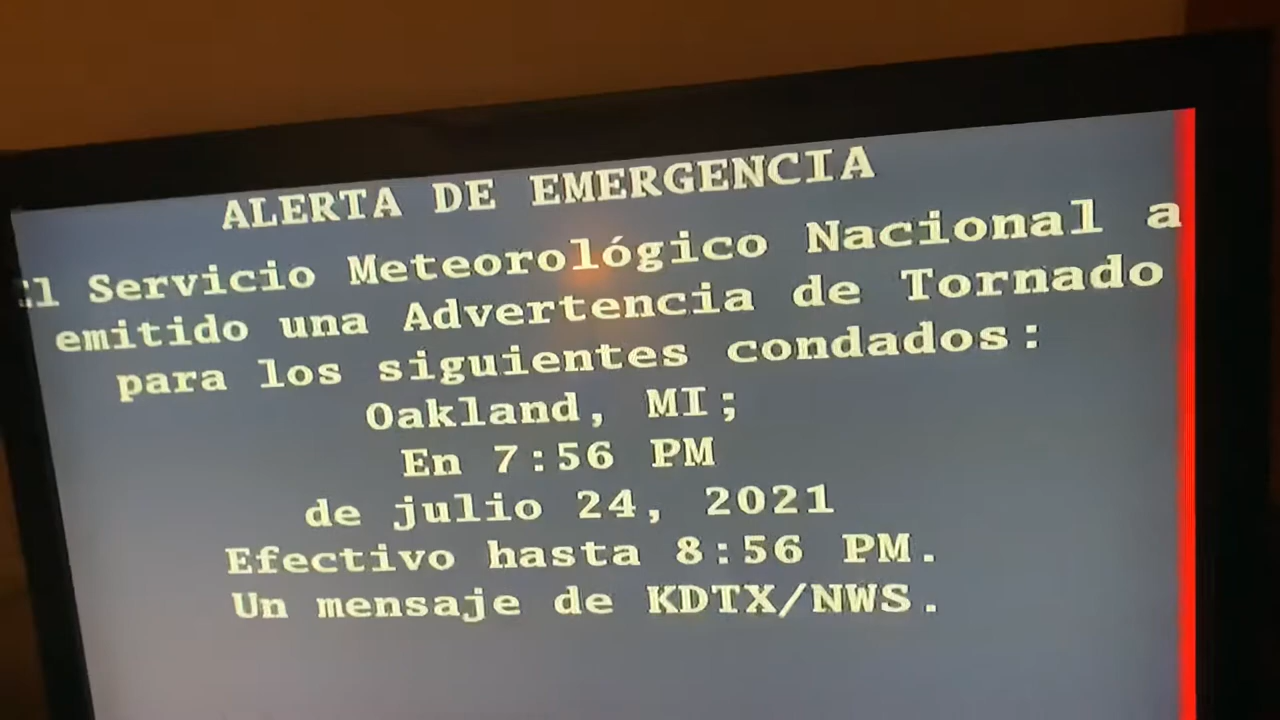 ALERTA DE EMERGENCIA
El Servicio Meteorológico Nacional a
emitido una Advertencia de Tornado
para los siguientes condados:
Oakland, MI;
En 7:56 PM
de julio 24, 2021
Efectivo hasta 8:56 PM.
Un mensaje de KDTX/NWS.